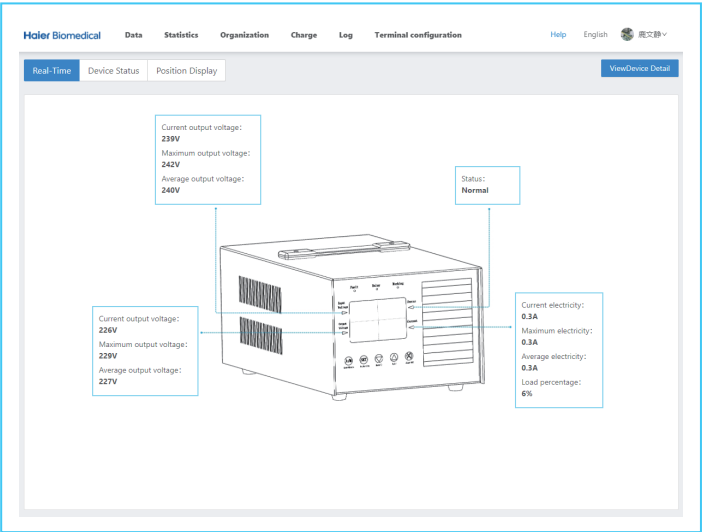 Haier Biomedical Data Statistics Organization Charge Log Terminal configuration Help English 鹿文静
Real-Time Device Status Position Display ViewDevice Detail
Current output voltage:
239V
Maximum output voltage:
242V
Average output voltage:
240V
Status:
Normal
Current output voltage:
226V
Maximum output voltage:
229V
Average output voltage:
227V
Current electricity:
0.3A
Maximum electricity:
0.3A
Average electricity:
0.3A
Load percentage:
6%